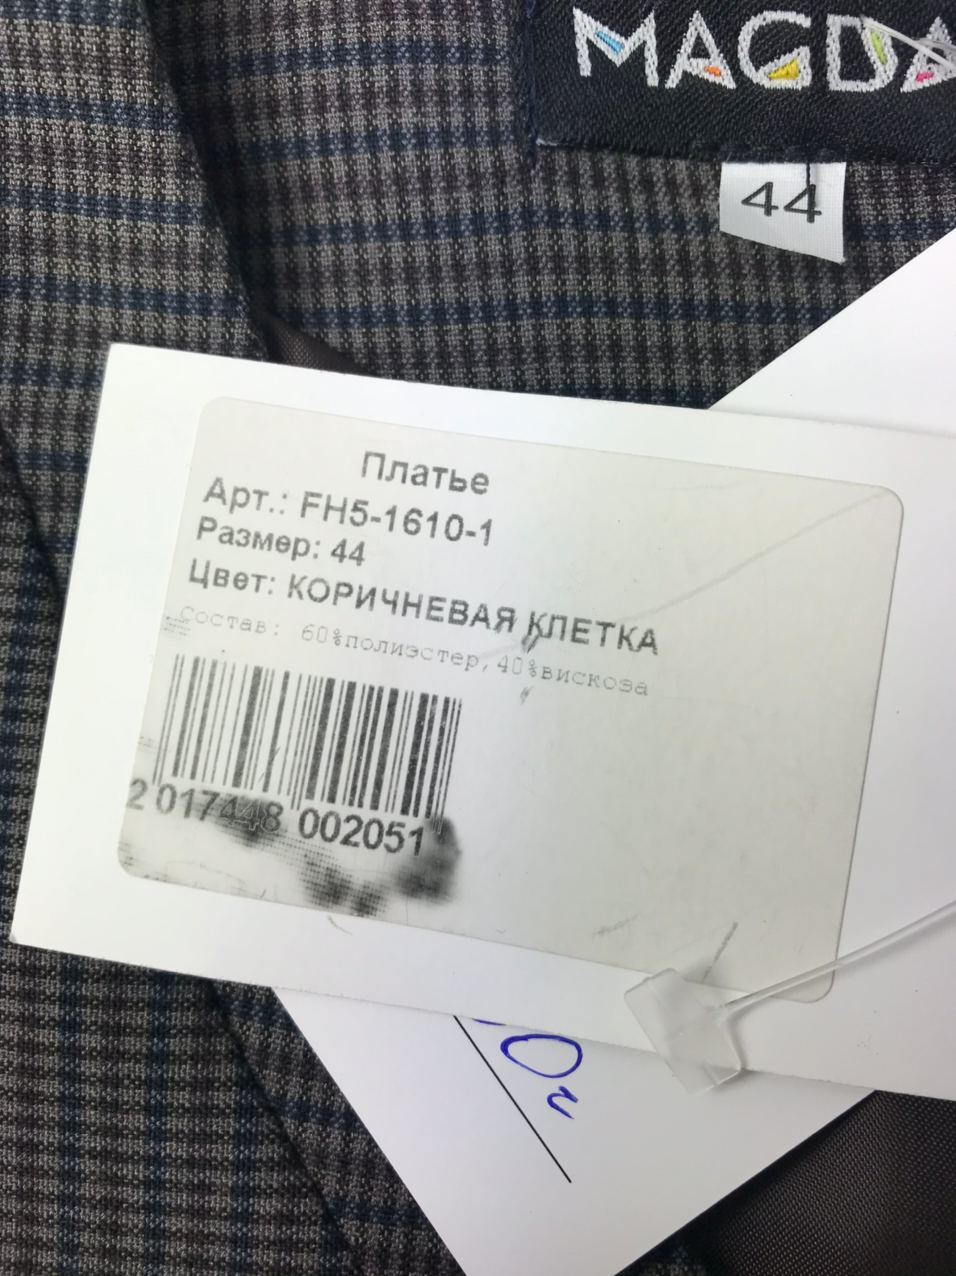 MAGDA
44
Платье
Арт.: FH5-1610-1
Размер: 44
Цвет: КОРИЧНЕВАЯ КЛЕТКА
Состав: 60%полиэстер,40%вискоза
2 017448 002051